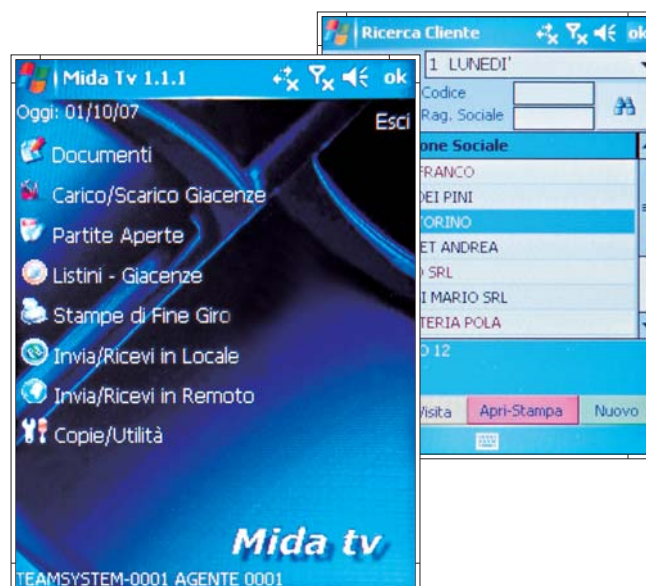 Mida Tv 1.1.1 ok
Oggi: 01/10/07
Esci
Documenti
Carico/Scarico Giacenze
Partite Aperte
Listini - Giacenze
Stampe di Fine Giro
Invia/Ricevi in Locale
Invia/Ricevi in Remoto
Copie/Utilità
Mida tv
TEAMSYSTEM-0001 AGENTE 0001
Ricerca Cliente ok
1 LUNEDI'
Codice
Rag. Sociale
one Sociale
FRANCO
DEI PINI
TORINO
ET ANDREA
SRL
I MARIO SRL
TERIA POLA
O 12
Visita Apri-Stampa Nuovo